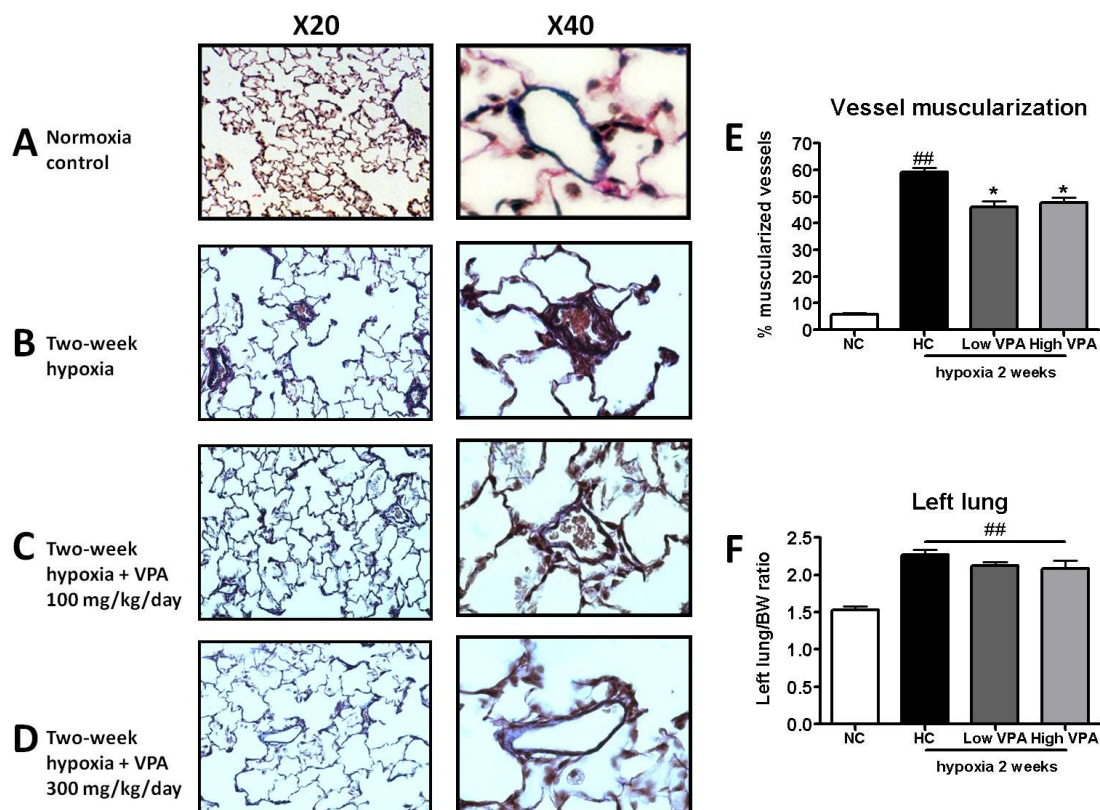 X20
X40
A
Normoxia
control
B
Two-week
hypoxia
C
Two-week
hypoxia + VPA
100 mg/kg/day
D
Two-week
hypoxia + VPA
300 mg/kg/day
E
Vessel muscularization
% muscularized vessels
70
60
50
40
30
20
10
0
##
*
*
NC
HC
Low VPA
High VPA
hypoxia 2 weeks
F
Left lung
Left lung/BW ratio
2.5
2.0
1.5
1.0
0.5
0.0
##
NC
HC
Low VPA
High VPA
hypoxia 2 weeks